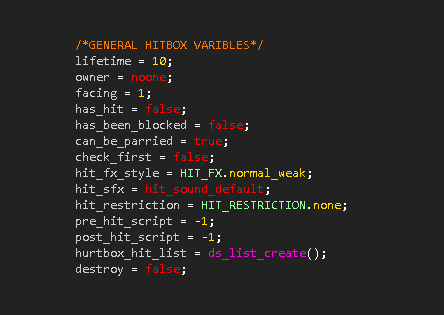 /*GENERAL HITBOX VARIBLES*/
lifetime = 10;
owner = noone;
facing = 1;
has_hit = false;
has_been_blocked = false;
can_be_parried = true;
check_first = false;
hit_fx_style = HIT_FX.normal_weak;
hit_sfx = hit_sound_default;
hit_restriction = HIT_RESTRICTION.none;
pre_hit_script = -1;
post_hit_script = -1;
hurtbox_hit_list = ds_list_create();
destroy = false;